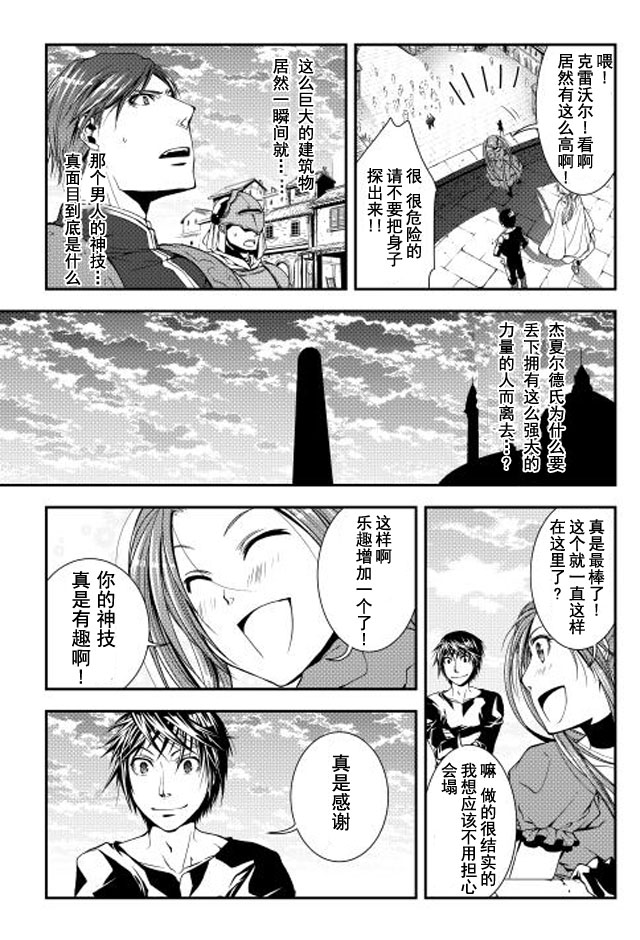 喂！
克雷沃尔！看啊
居然有这么高啊！
很 很危险的
请不要把身子
探出来！！
这么巨大的建筑物
居然一瞬间就……
那个男人的神技…
真面目到底是什么
杰夏尔德氏为什么要
丢下拥有这么强大的
力量的人而离去…？
真是最棒了！
这个就一直这样
在这里了？
嘛 做的很结实的
我想应该不用担心
会塌
这样啊
乐趣增加一个了！
你的神技
真是有趣啊！
真是感谢